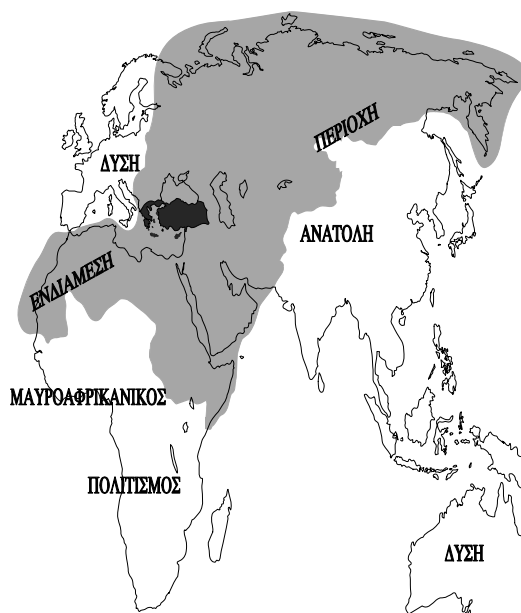 ΠΕΡΙΟΧΗ
ΔΥΣΗ
ΑΝΑΤΟΛΗ
ΕΝΔΙΑΜΕΣΗ
ΜΑΥΡΟΑΦΡΙΚΑΝΙΚΟΣ
ΠΟΛΙΤΙΣΜΟΣ
ΔΥΣΗ